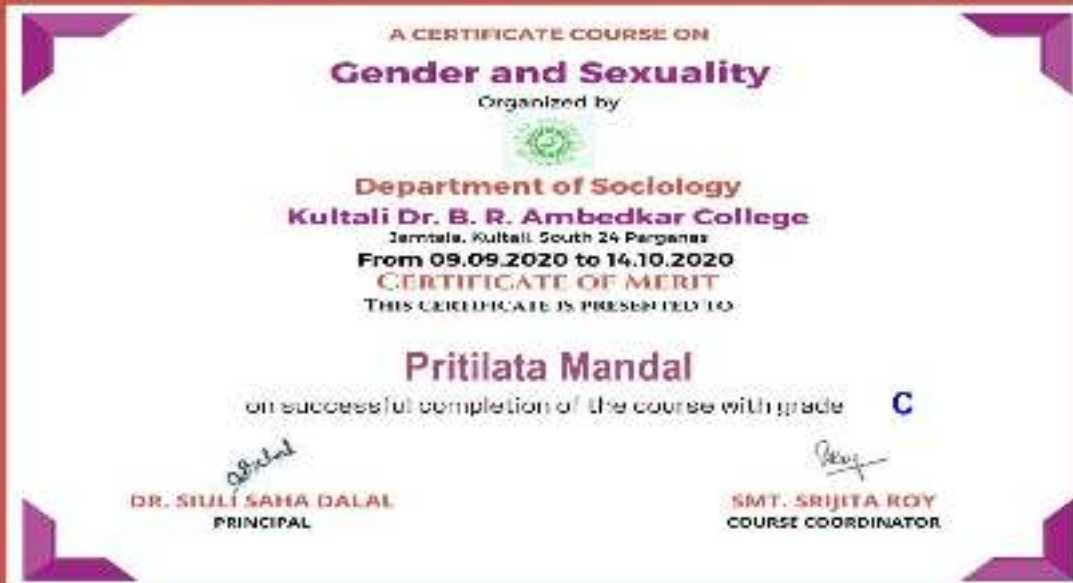 A CERTIFICATE COURSE ON
Gender and Sexuality
Organized by
Department of Sociology
Kultali Dr. B. R. Ambedkar College
Jamtala, Kultali, South 24 Parganas
From 09.09.2020 to 14.10.2020
CERTIFICATE OF MERIT
THIS CERTIFICATE IS PRESENTED TO
Pritilata Mandal
on successful completion of the course with grade C
DR. SIULI SAHA DALAL SMT. SRIJITA ROY
PRINCIPAL COURSE COORDINATOR